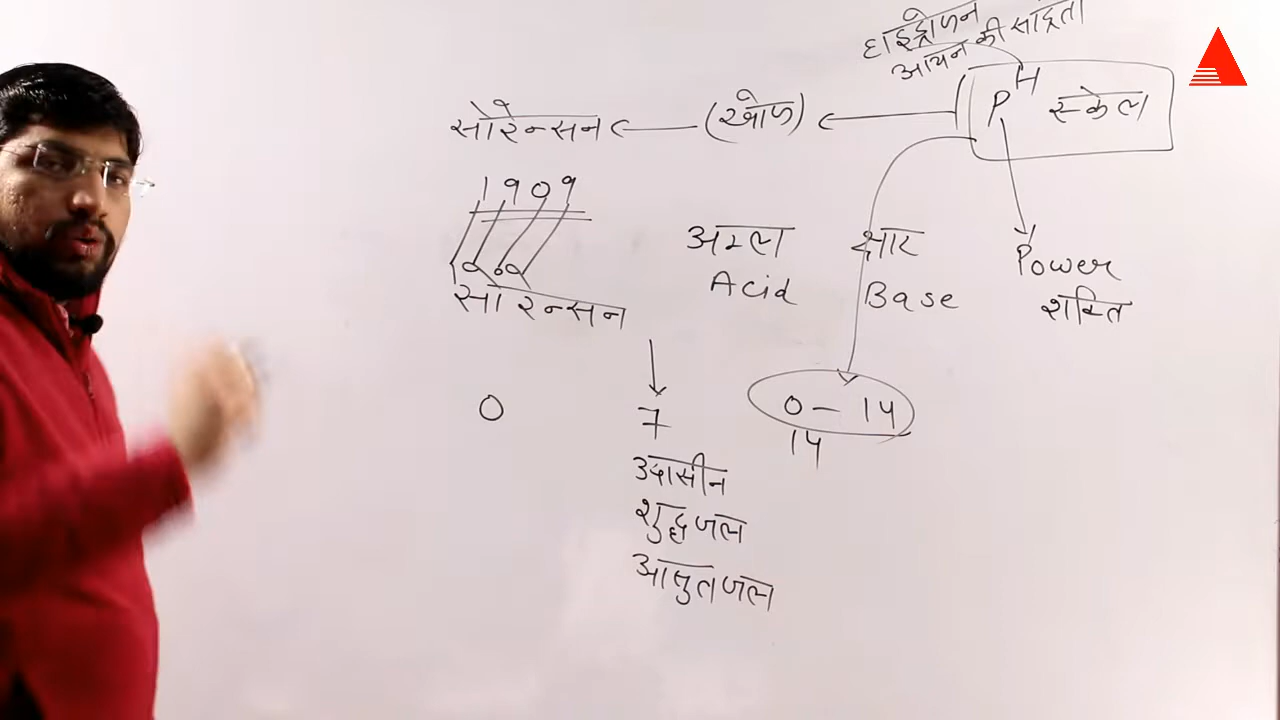 हाइड्रोजन
आयन की सांद्रता
सोरेन्सन (खोज) PH स्केल
1909
1909
सोरेन्सन
अम्ल क्षार
Acid Base
Power
शक्ति
0 7 0 – 14
14
उदासीन
शुद्ध जल
आसुत जल